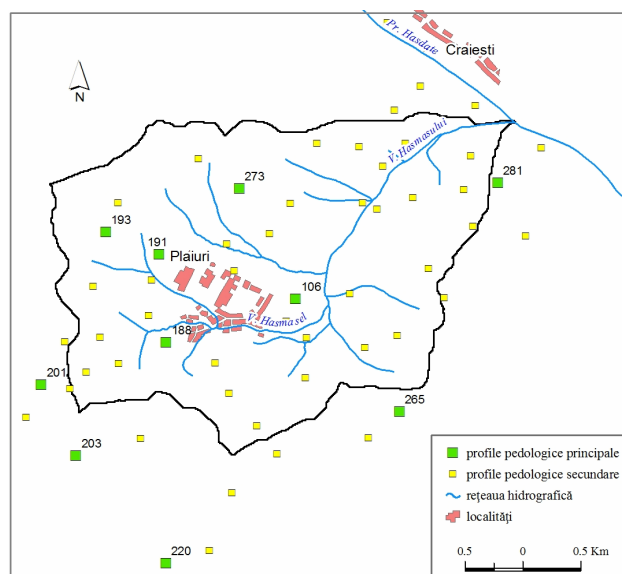 Pr. Hasdate
Craiesti
N
V. Hasmasului
273
281
193
191
Plaiuri
106
V. Hasmasel
188
201
265
203
220
profile pedologice principale
profile pedologice secundare
rețeaua hidrografică
localități
0.5 0 0.5 Km